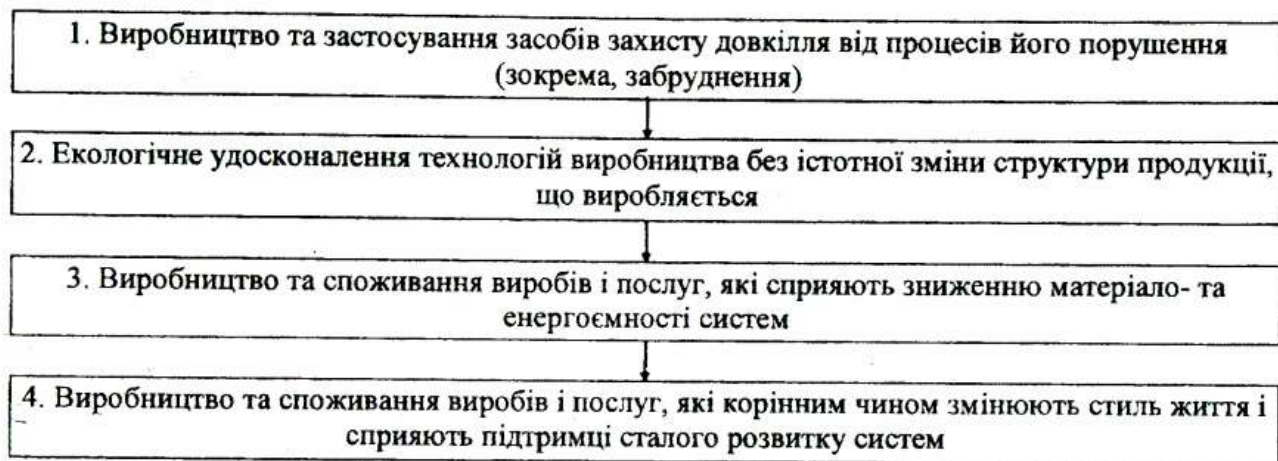 1. Виробництво та застосування засобів захисту довкілля від процесів його порушення
(зокрема, забруднення)
2. Екологічне удосконалення технологій виробництва без істотної зміни структури продукції,
що виробляється
3. Виробництво та споживання виробів і послуг, які сприяють зниженню матеріало- та
енергоємності систем
4. Виробництво та споживання виробів і послуг, які корінним чином змінюють стиль життя і
сприяють підтримці сталого розвитку систем